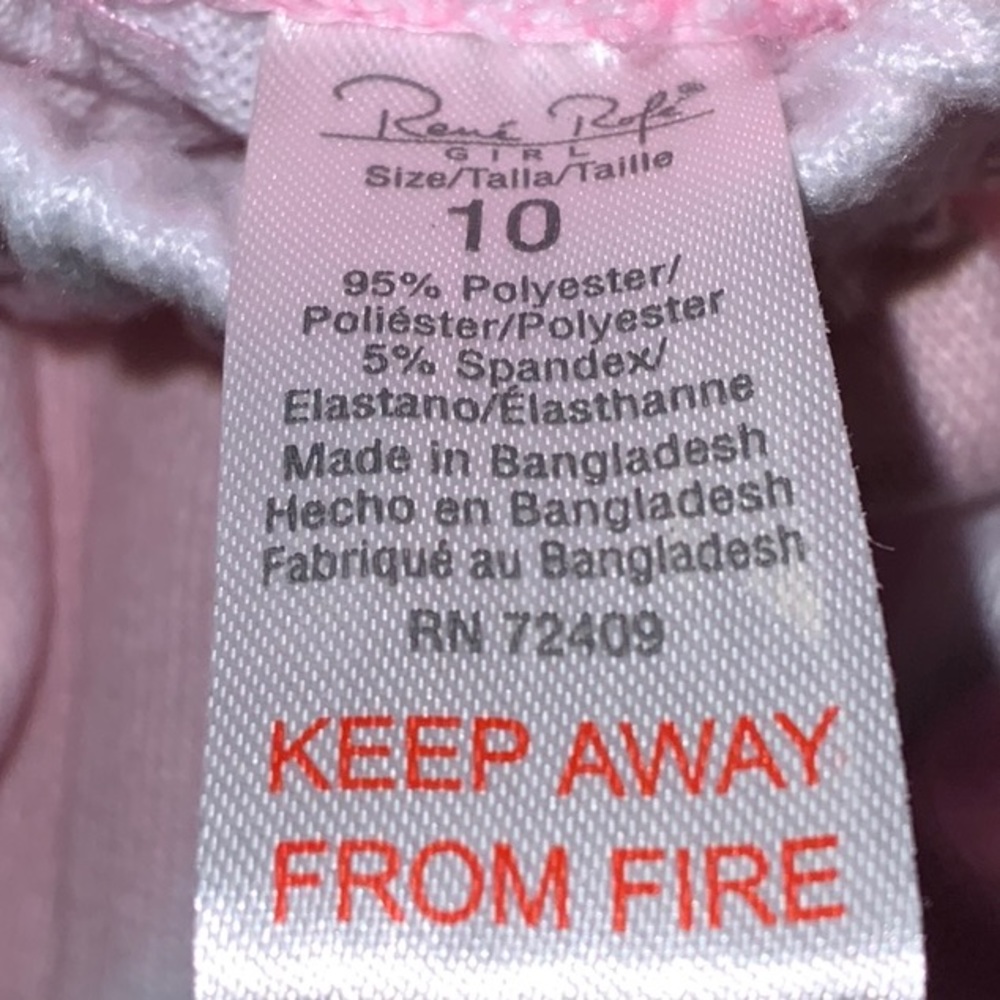 René Rofé®
GIRL
Size/Talla/Taille
10
95% Polyester/
Poliéster/Polyester
5% Spandex/
Elastano/Élasthanne
Made in Bangladesh
Hecho en Bangladesh
Fabriqué au Bangladesh
RN 72409
KEEP AWAY
FROM FIRE